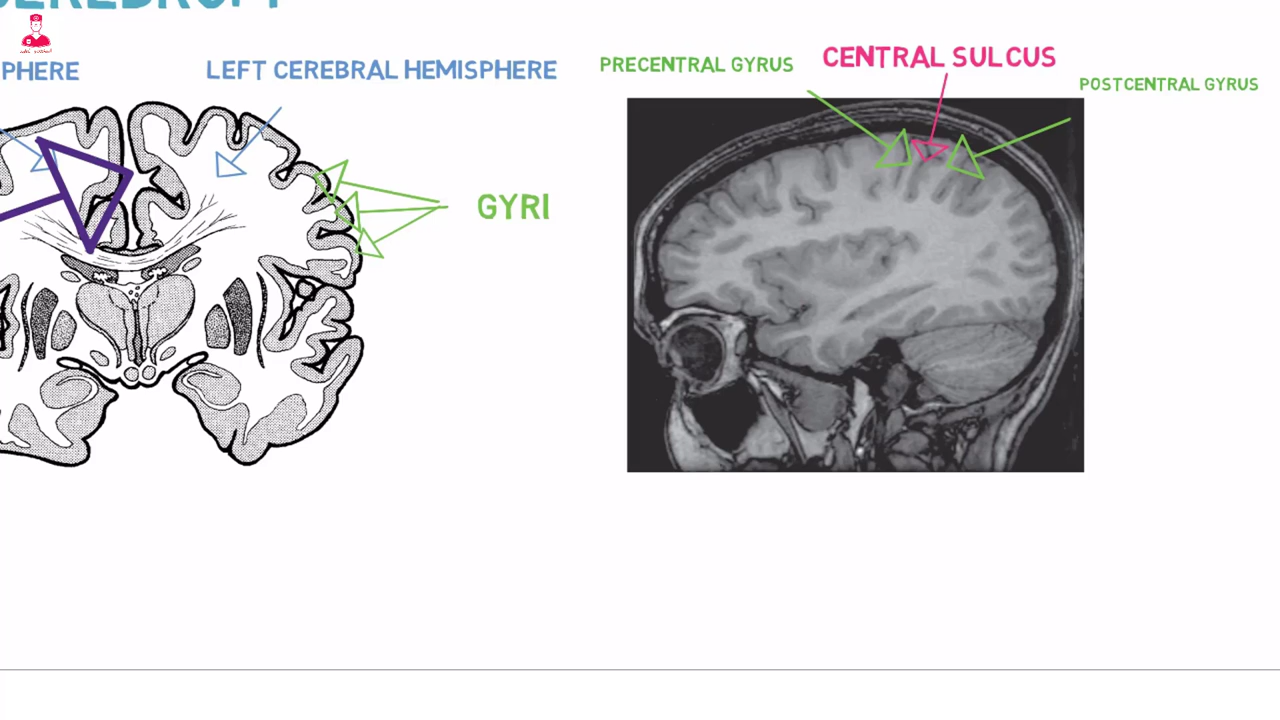 PHERE
LEFT CEREBRAL HEMISPHERE
GYRI
PRECENTRAL GYRUS
CENTRAL SULCUS
POSTCENTRAL GYRUS